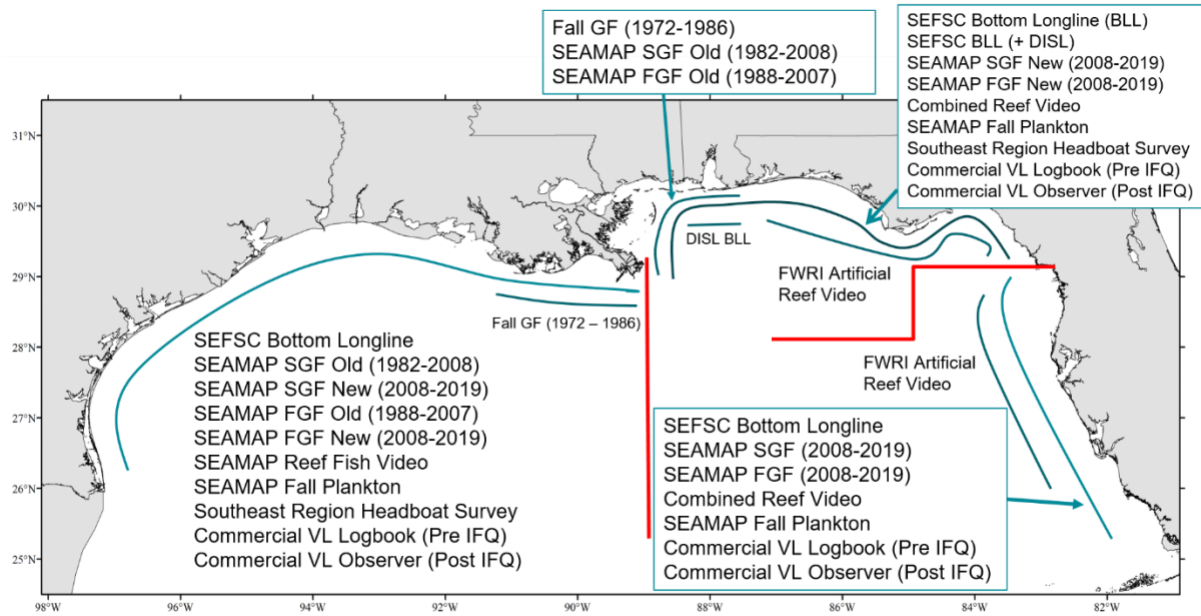 Fall GF (1972-1986)
SEAMAP SGF Old (1982-2008)
SEAMAP FGF Old (1988-2007)
SEFSC Bottom Longline (BLL)
SEFSC BLL (+ DISL)
SEAMAP SGF New (2008-2019)
SEAMAP FGF New (2008-2019)
Combined Reef Video
SEAMAP Fall Plankton
Southeast Region Headboat Survey
Commercial VL Logbook (Pre IFQ)
Commercial VL Observer (Post IFQ)
31°N
30°N
29°N
28°N
27°N
26°N
25°N
DISL BLL
FWRI Artificial
Reef Video
Fall GF (1972 – 1986)
FWRI Artificial
Reef Video
SEFSC Bottom Longline
SEAMAP SGF Old (1982-2008)
SEAMAP SGF New (2008-2019)
SEAMAP FGF Old (1988-2007)
SEAMAP FGF New (2008-2019)
SEAMAP Reef Fish Video
SEAMAP Fall Plankton
Southeast Region Headboat Survey
Commercial VL Logbook (Pre IFQ)
Commercial VL Observer (Post IFQ)
SEFSC Bottom Longline
SEAMAP SGF (2008-2019)
SEAMAP FGF (2008-2019)
Combined Reef Video
SEAMAP Fall Plankton
Commercial VL Logbook (Pre IFQ)
Commercial VL Observer (Post IFQ)
98°W 96°W 94°W 92°W 90°W 88°W 86°W 84°W 82°W